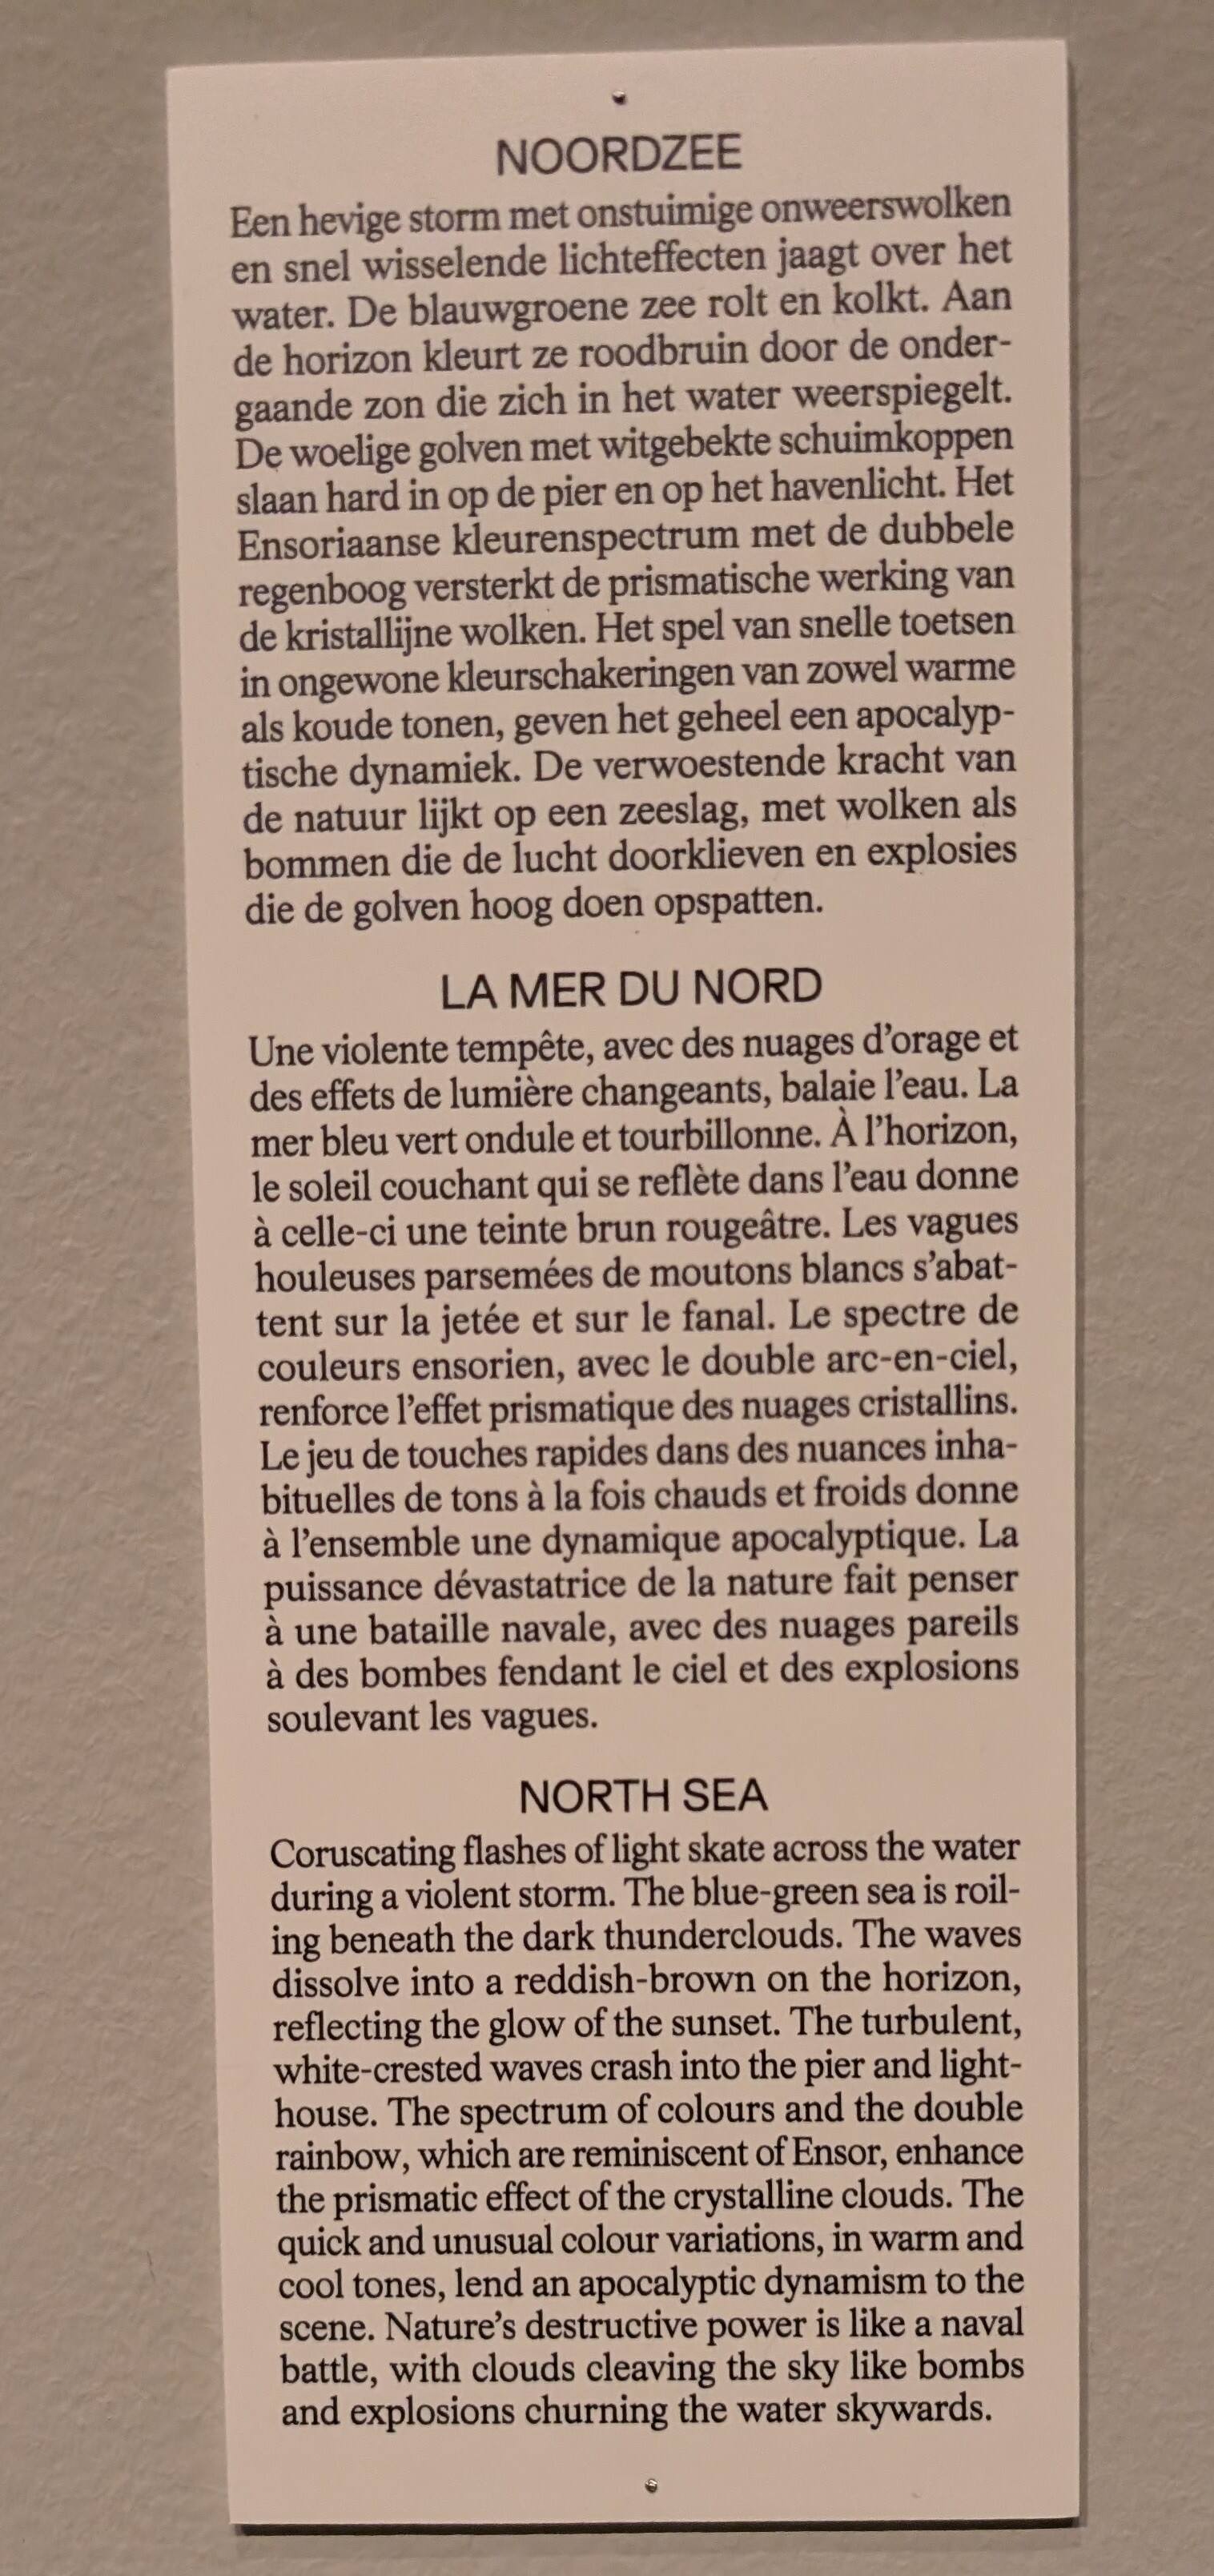 NOORDZEE
Een hevige storm met onstuimige onweerswolken
en snel wisselende lichteffecten jaagt over het
water. De blauwgroene zee rolt en kolkt. Aan
de horizon kleurt ze roodbruin door de onder-
gaande zon die zich in het water weerspiegelt.
De woelige golven met witgebekte schuimkoppen
slaan hard in op de pier en op het havenlicht. Het
Ensoriaanse kleurenspectrum met de dubbele
regenboog versterkt de prismatische werking van
de kristallijne wolken. Het spel van snelle toetsen
in ongewone kleurschakeringen van zowel warme
als koude tonen, geven het geheel een apocalyp-
tische dynamiek. De verwoestende kracht van
de natuur lijkt op een zeeslag, met wolken als
bommen die de lucht doorklieven en explosies
die de golven hoog doen opspatten.
LA MER DU NORD
Une violente tempête, avec des nuages d’orage et
des effets de lumière changeants, balaie l’eau. La
mer bleu vert ondule et tourbillonne. À l’horizon,
le soleil couchant qui se reflète dans l’eau donne
à celle-ci une teinte brun rougeâtre. Les vagues
houleuses parsemées de moutons blancs s’abat-
tent sur la jetée et sur le fanal. Le spectre de
couleurs ensorien, avec le double arc-en-ciel,
renforce l’effet prismatique des nuages cristallins.
Le jeu de touches rapides dans des nuances inha-
bituelles de tons à la fois chauds et froids donne
à l’ensemble une dynamique apocalyptique. La
puissance dévastatrice de la nature fait penser
à une bataille navale, avec des nuages pareils
à des bombes fendant le ciel et des explosions
soulevant les vagues.
NORTH SEA
Coruscating flashes of light skate across the water
during a violent storm. The blue-green sea is roil-
ing beneath the dark thunderclouds. The waves
dissolve into a reddish-brown on the horizon,
reflecting the glow of the sunset. The turbulent,
white-crested waves crash into the pier and light-
house. The spectrum of colours and the double
rainbow, which are reminiscent of Ensor, enhance
the prismatic effect of the crystalline clouds. The
quick and unusual colour variations, in warm and
cool tones, lend an apocalyptic dynamism to the
scene. Nature’s destructive power is like a naval
battle, with clouds cleaving the sky like bombs
and explosions churning the water skywards.